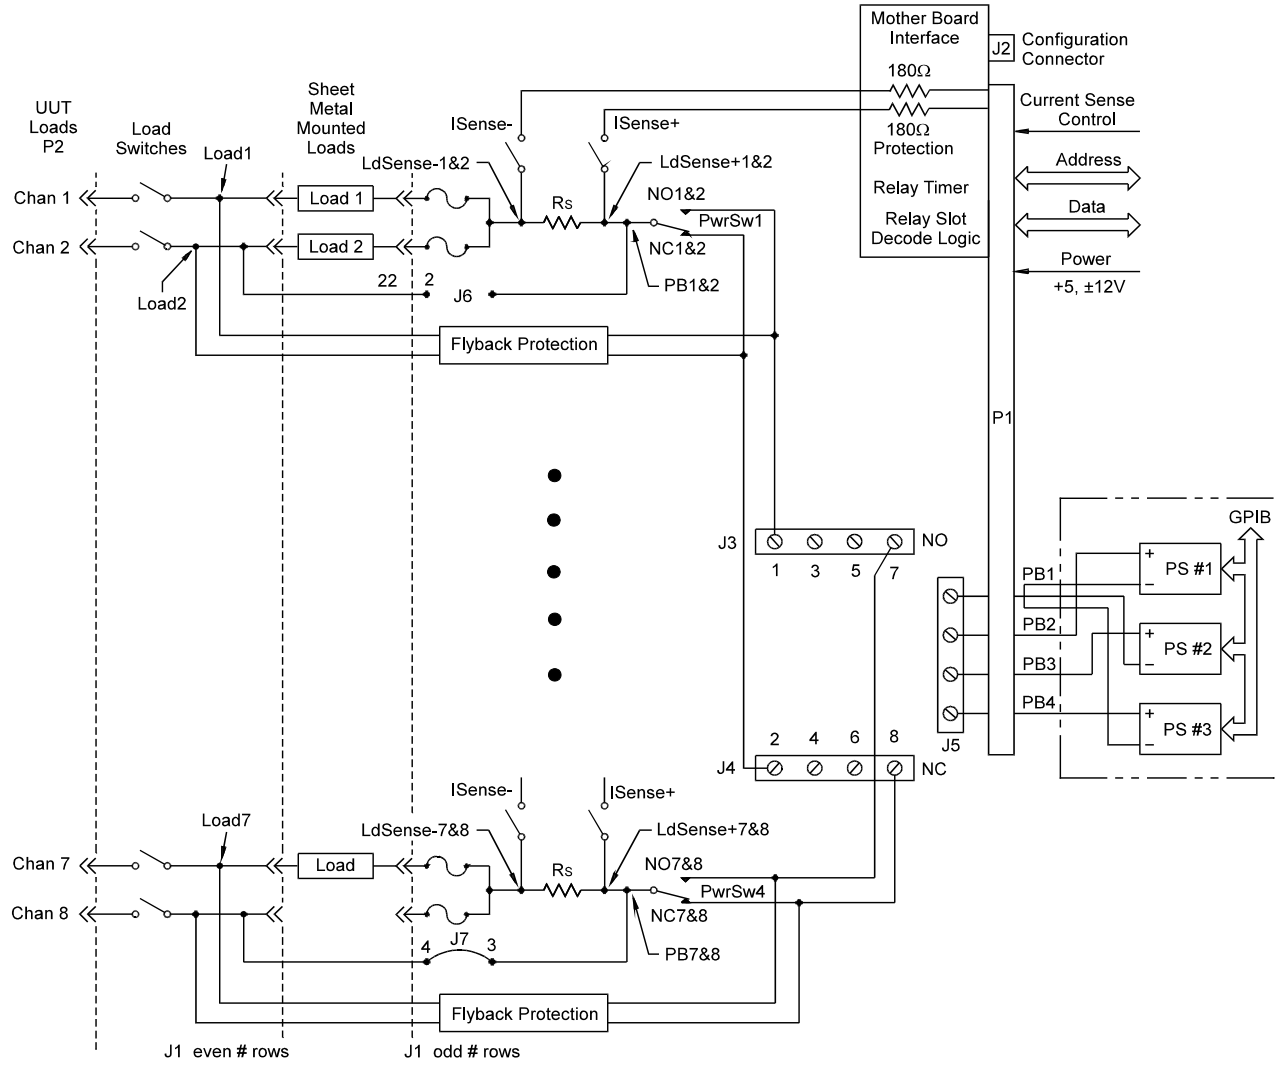 Mother Board
Interface
J2
Configuration
Connector
180Ω
180Ω
Protection
Relay Timer
Relay Slot
Decode Logic
Current Sense
Control
Address
Data
Power
+5, ±12V
P1
UUT
Loads
P2
Load
Switches
Sheet
Metal
Mounted
Loads
Load1
ISense-
ISense+
LdSense-1&2
LdSense+1&2
Chan 1
Load 1
Rs
NO1&2
PwrSw1
Chan 2
Load 2
NC1&2
PB1&2
Load2
22
2
J6
Flyback Protection
J3
NO
1
3
5
7
GPIB
PB1
+
−
PS #1
PB2
+
−
PS #2
PB3
PB4
+
−
PS #3
J5
2
4
6
8
J4
NC
ISense-
ISense+
Load7
LdSense-7&8
LdSense+7&8
Chan 7
Load
Rs
NO7&8
PwrSw4
Chan 8
NC7&8
PB7&8
4
J7
3
Flyback Protection
J1 even # rows
J1 odd # rows